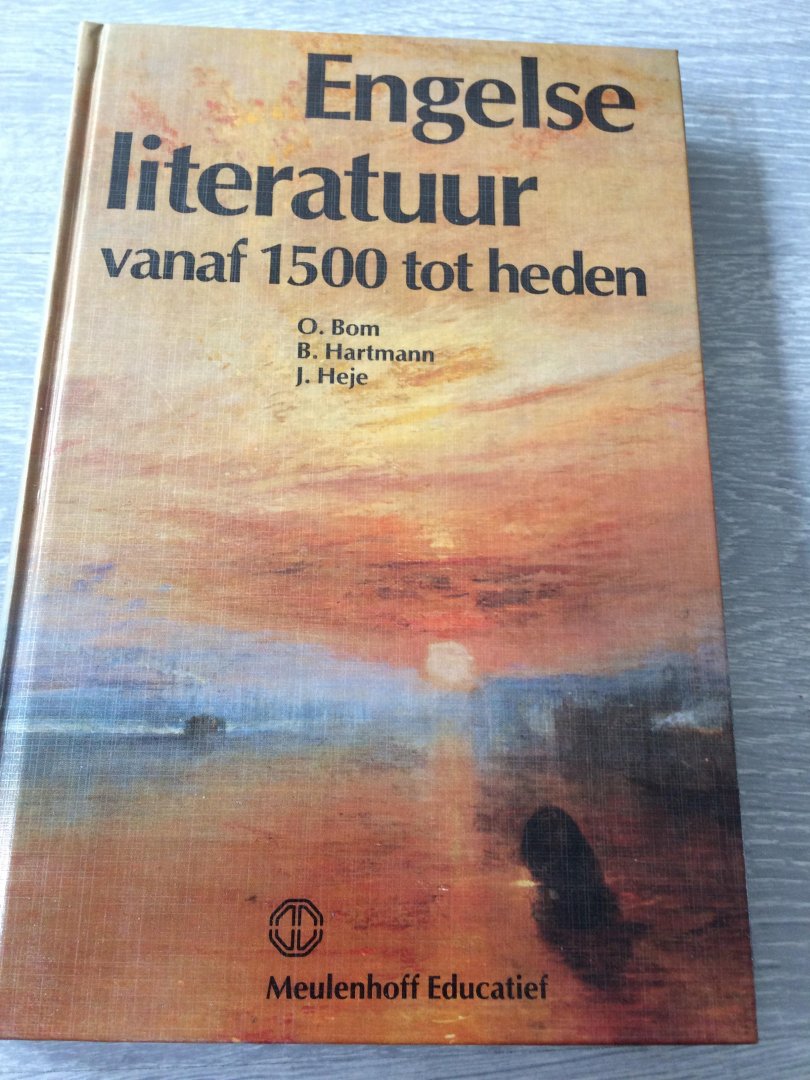 Engelse
literatuur
vanaf 1500 tot heden
O. Bom
B. Hartmann
J. Heje
Meulenhoff Educatief